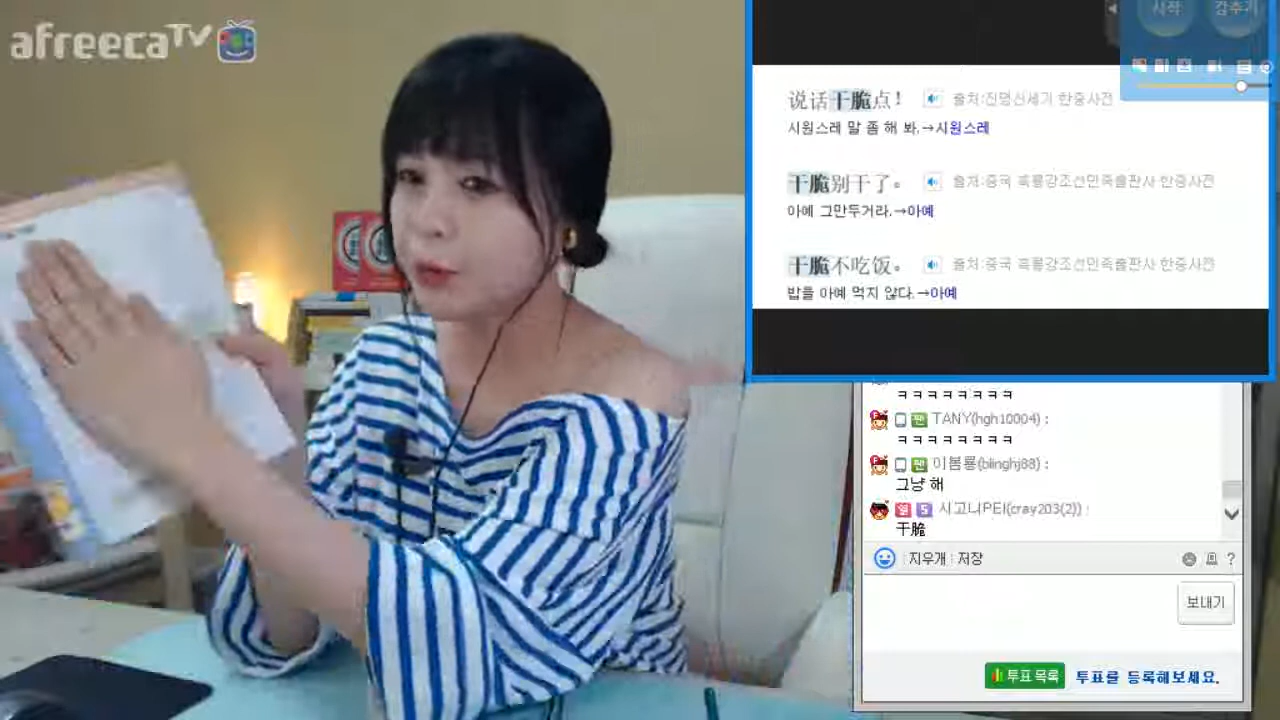 afreecaTV
시작 감추기
说话干脆点！ 출처:진명신세기 한중사전
시원스레 말 좀 해 봐.→시원스레
干脆别干了。 출처:중국 흑룡강조선민족출판사 한중사전
아예 그만두거라.→아예
干脆不吃饭。 출처:중국 흑룡강조선민족출판사 한중사전
밥을 아예 먹지 않다.→아예
ㅋㅋㅋㅋㅋㅋㅋㅋ
팬 TANY(hgh10004) :
ㅋㅋㅋㅋㅋㅋㅋㅋ
팬 이봄룡(blinghj88) :
그냥 해
열 S 시고니PEI(cray203(2)) :
干脆
지우개 저장 ?
보내기
투표 목록 투표를 등록해보세요.